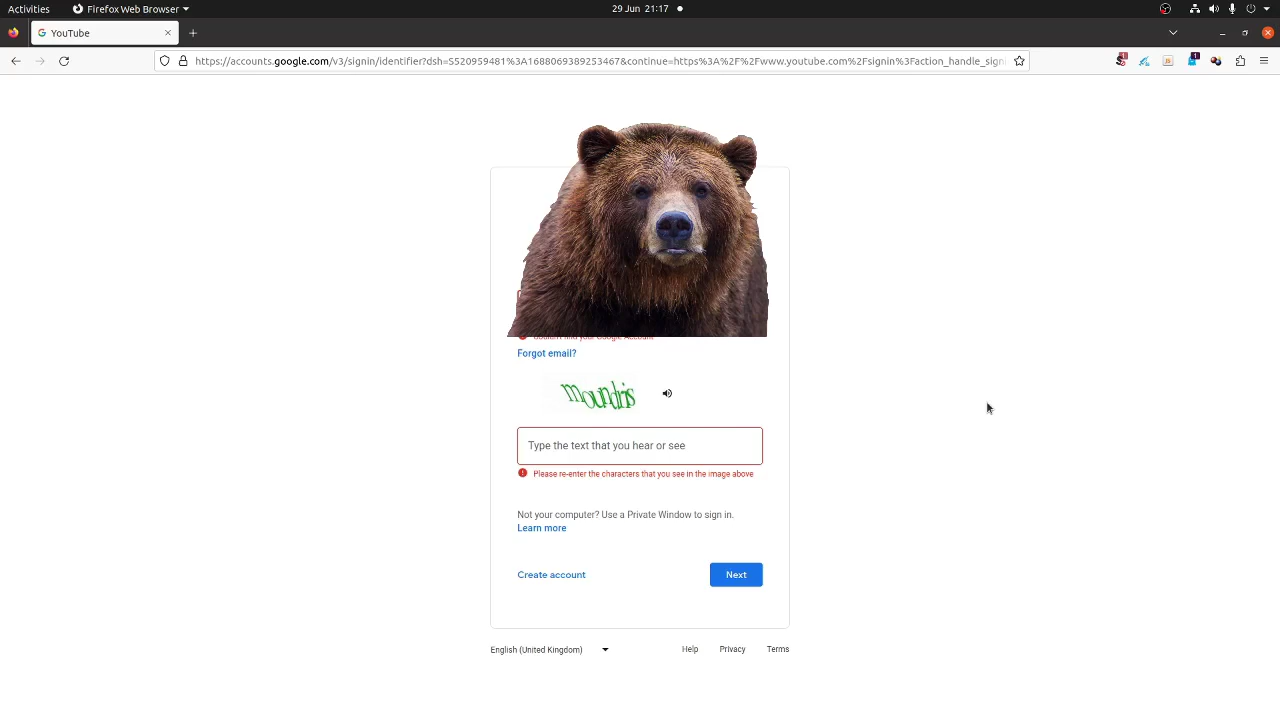 Activities
Firefox Web Browser
29 Jun 21:17
YouTube
https://accounts.google.com/v3/signin/identifier?dsh=S520959481%3A1688069389253467&continue=https%3A%2F%2Fwww.youtube.com%2Fsignin%3Faction_handle_sign
Forgot email?
Type the text that you hear or see
Please re-enter the characters that you see in the image above
Not your computer? Use a Private Window to sign in.
Learn more
Create account
Next
English (United Kingdom)
Help
Privacy
Terms